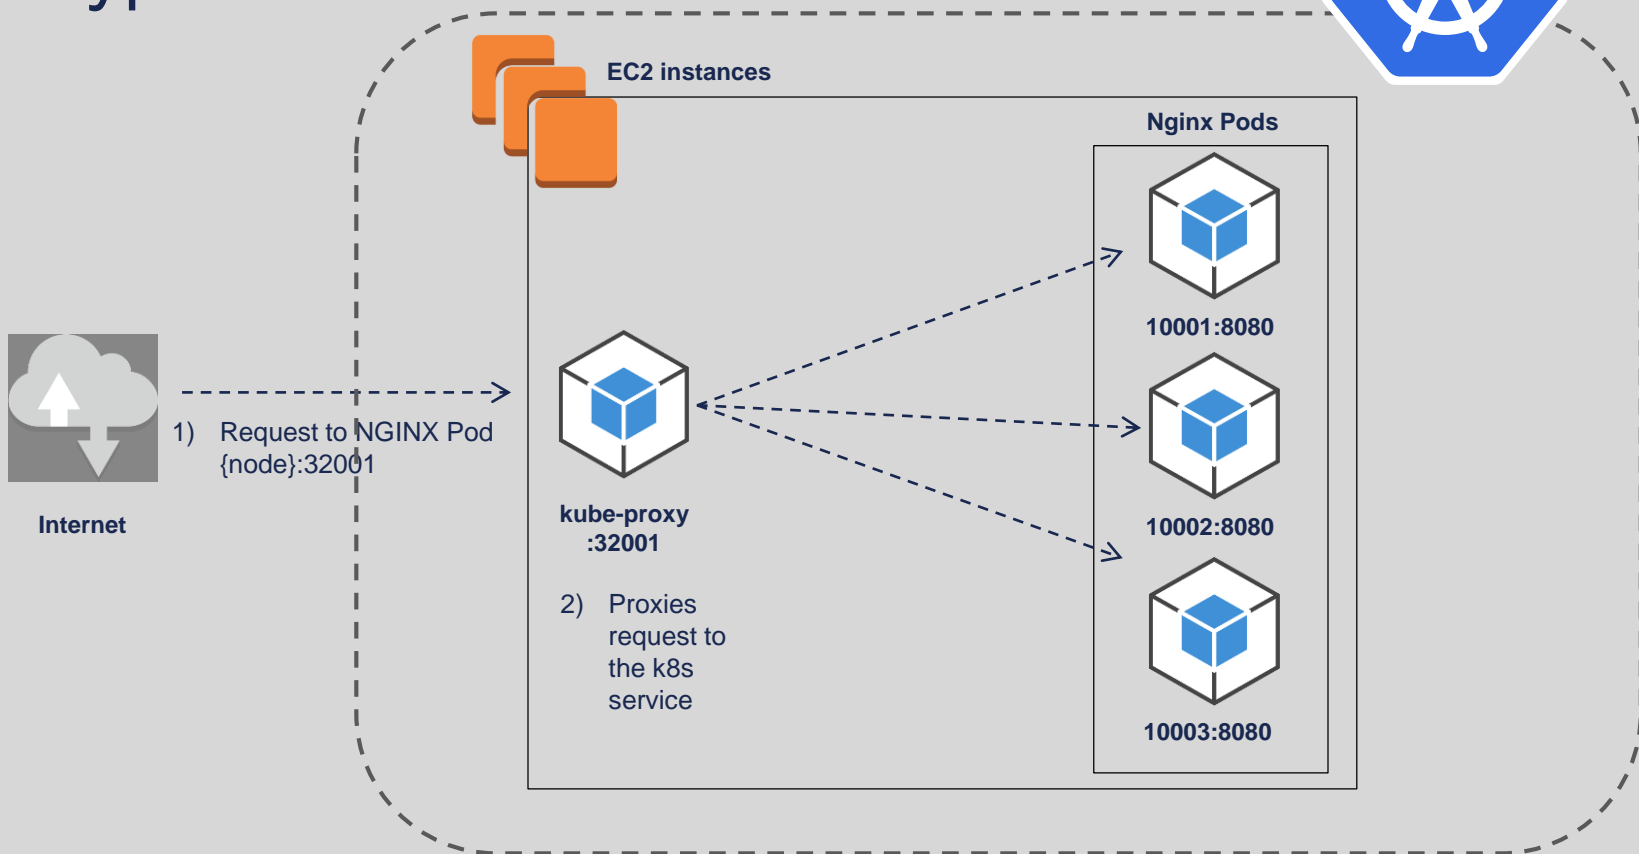 EC2 instances
Nginx Pods
10001:8080
1) Request to NGINX Pod
{node}:32001
Internet
kube-proxy
:32001
10002:8080
2) Proxies
request to
the k8s
service
10003:8080